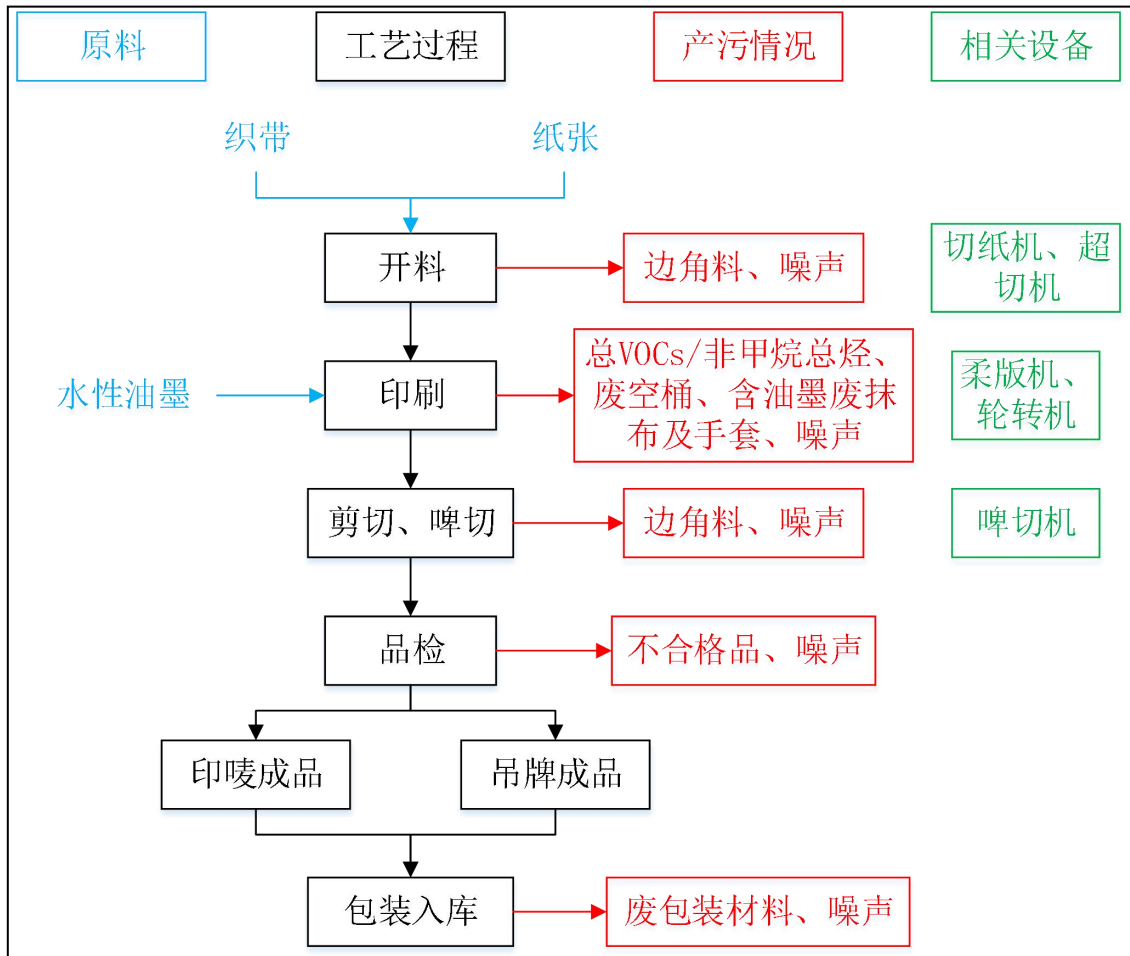 原料
工艺过程
产污情况
相关设备
织带
纸张
开料
边角料、噪声
切纸机、超
切机
水性油墨
印刷
总VOCs/非甲烷总烃、
废空桶、含油墨废抹
布及手套、噪声
柔版机、
轮转机
剪切、啤切
边角料、噪声
啤切机
品检
不合格品、噪声
印唛成品
吊牌成品
包装入库
废包装材料、噪声